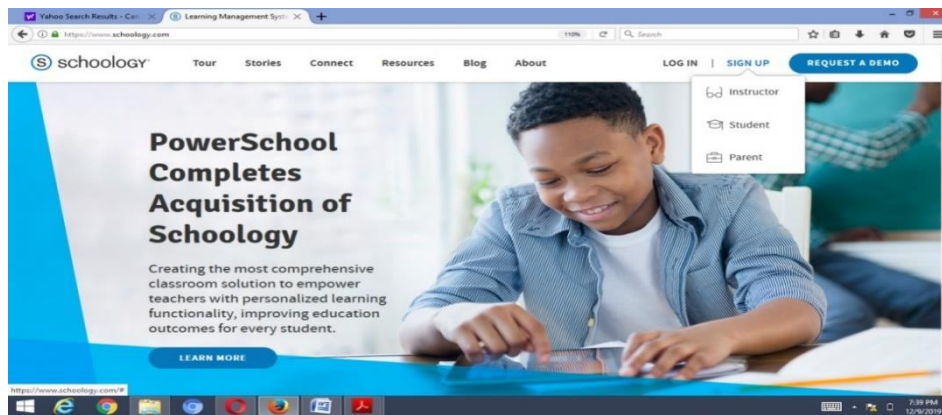 Yahoo Search Results - Cat
Learning Management Syst
https://www.schoology.com
110%
Search
S schoology
Tour Stories Connect Resources Blog About LOG IN | SIGN UP REQUEST A DEMO
Instructor
Student
Parent
PowerSchool
Completes
Acquisition of
Schoology
Creating the most comprehensive
classroom solution to empower
teachers with personalized learning
functionality, improving education
outcomes for every student.
LEARN MORE
https://www.schoology.com/#
7:39 PM